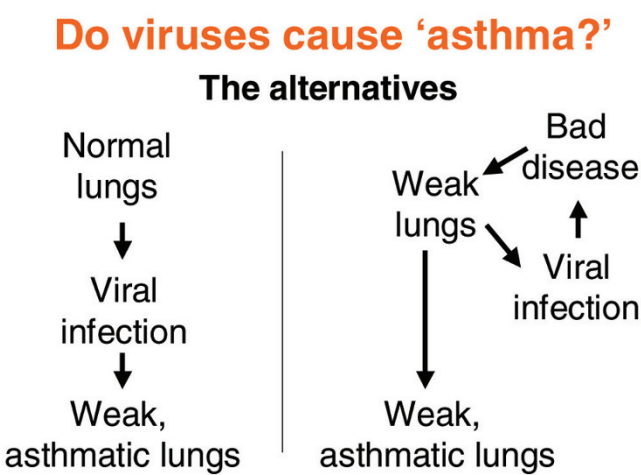 Do viruses cause ‘asthma?’
The alternatives
Normal
lungs
Viral
infection
Weak,
asthmatic lungs
Bad
disease
Weak
lungs
Viral
infection
Weak,
asthmatic lungs